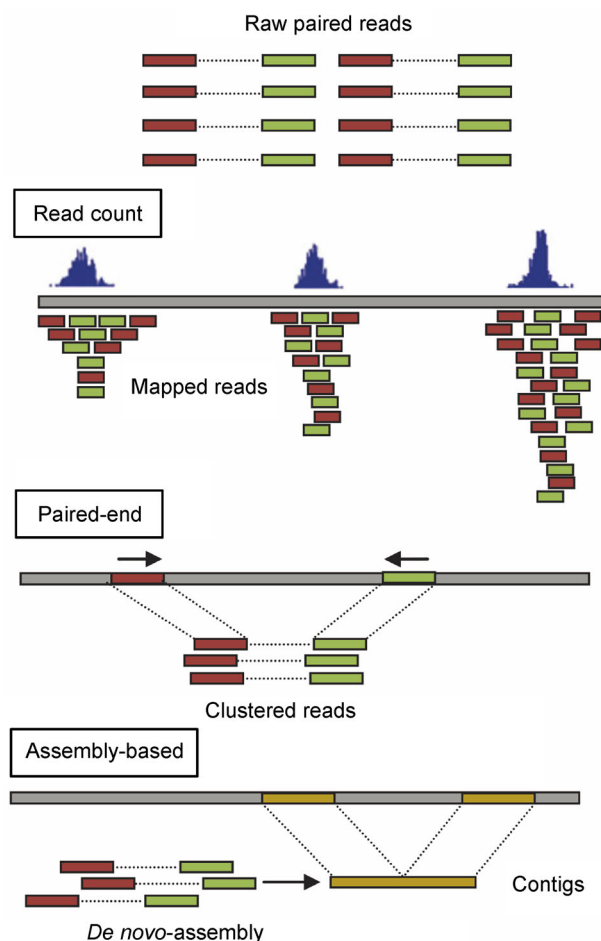 Raw paired reads
Read count
Mapped reads
Paired-end
Clustered reads
Assembly-based
Contigs
De novo-assembly